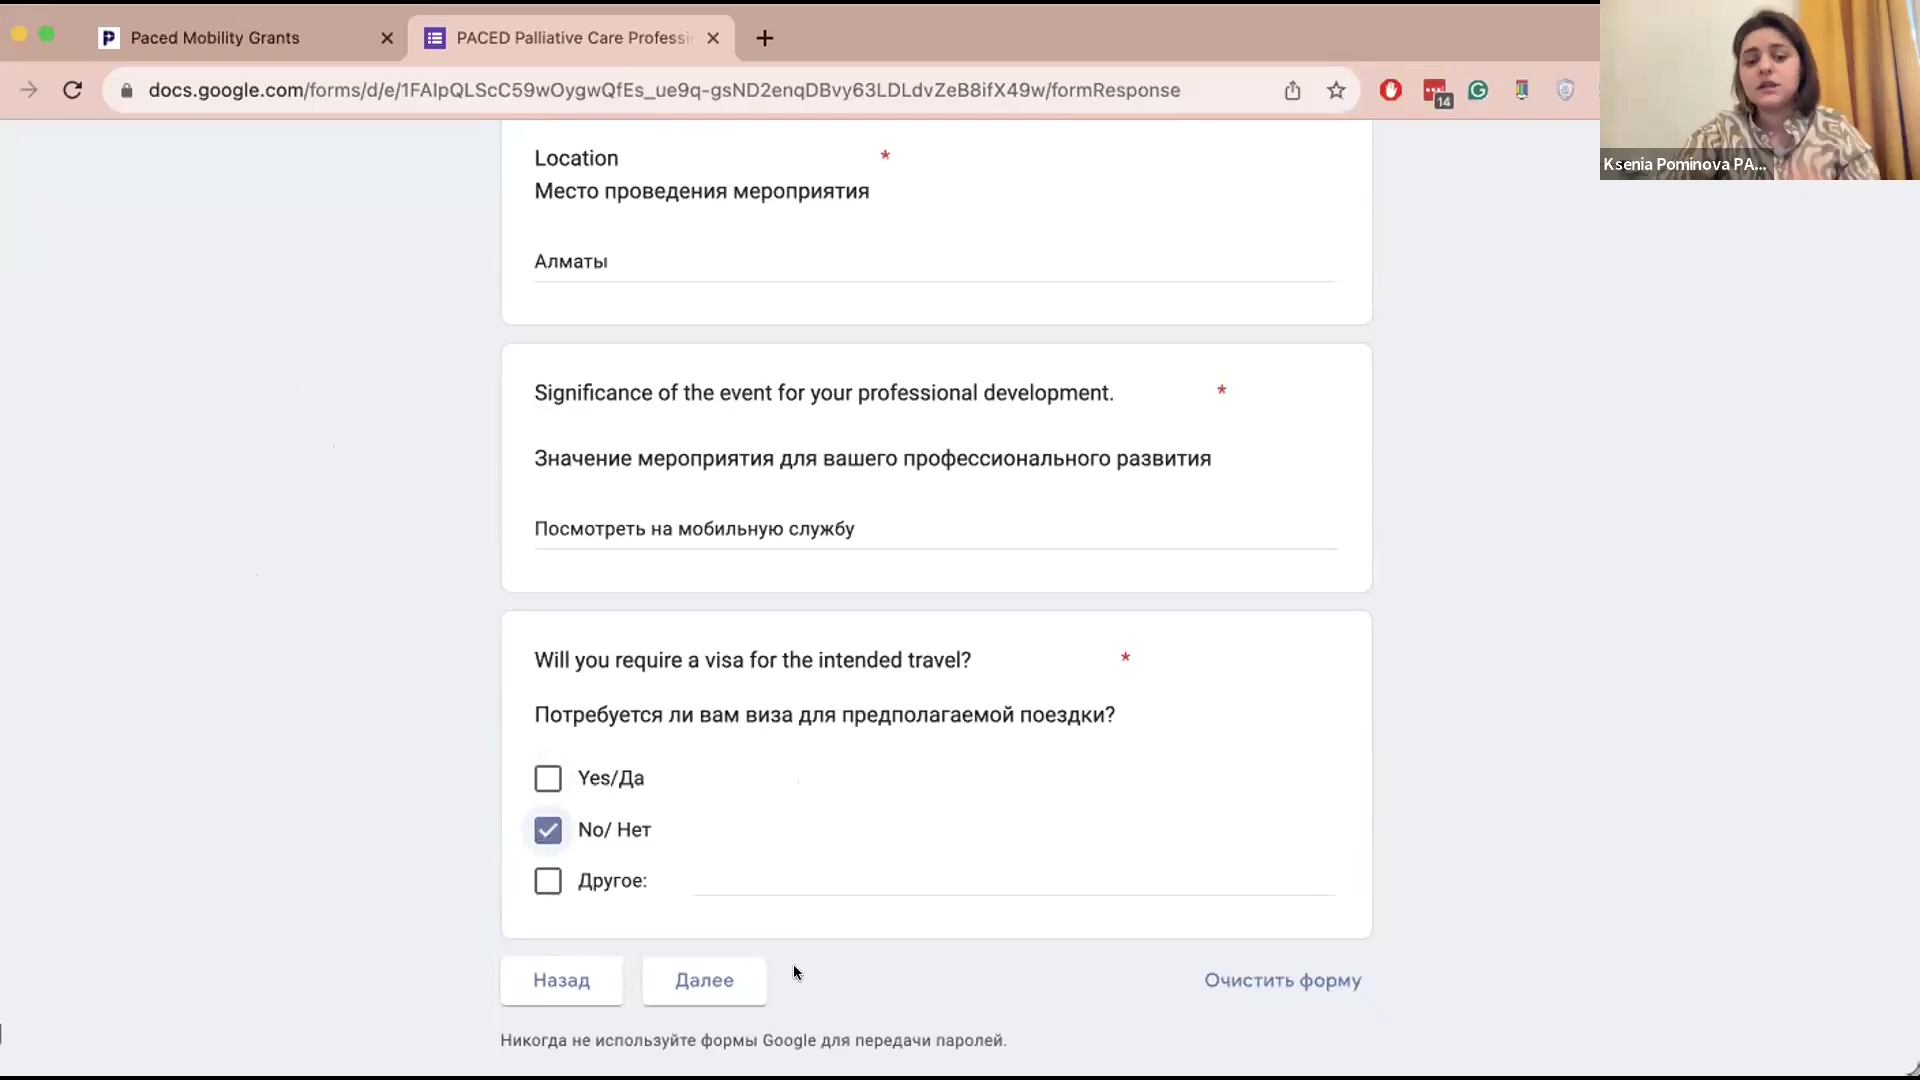 Paced Mobility Grants
PACED Palliative Care Professi
docs.google.com/forms/d/e/1FAIpQLScC59wOygwQfEs_ue9q-gsND2enqDBvy63LDLdvZeB8ifX49w/formResponse
14
Ksenia Pominova PA...
Location *
Место проведения мероприятия
Алматы
Significance of the event for your professional development. *
Значение мероприятия для вашего профессионального развития
Посмотреть на мобильную службу
Will you require a visa for the intended travel? *
Потребуется ли вам виза для предполагаемой поездки?
Yes/Да
No/ Нет
Другое:
Назад
Далее
Очистить форму
Никогда не используйте формы Google для передачи паролей.